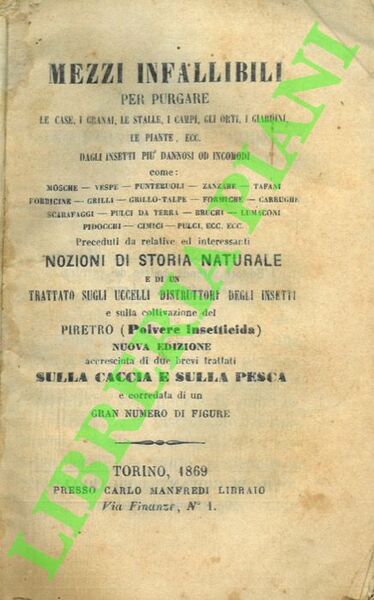 MEZZI INFALLIBILI
PER PURGARE
LE CASE, I GRANAI, LE STALLE, I CAMPI, GLI ORTI, I GIARDINI,
LE PIANTE, ECC.
DAGLI INSETTI PIU' DANNOSI OD INCOMODI
come:
MOSCHE — VESPE — PUNTERUOLI — ZANZARE — TAFANI
FORBICINE — GRILLI — GRILLO-TALPE — FORMICHE — CARRUGHE
SCARAFAGGI — PULCI DA TERRA — BRUCHI — LUMACONI
PIDOCCHI — CIMICI — PULCI, ECC. ECC.
Preceduti da relative ed interessanti
NOZIONI DI STORIA NATURALE
E DI UN
TRATTATO SUGLI UCCELLI DISTRUTTORI DEGLI INSETTI
e sulla coltivazione del
PIRETRO (Polvere Insetticida)
NUOVA EDIZIONE
accresciuta di due brevi trattati
SULLA CACCIA E SULLA PESCA
e corredata di un
GRAN NUMERO DI FIGURE
TORINO, 1869
PRESSO CARLO MANFREDI LIBRAIO
Via Finanze, N° 1.
LIBRERIA PIANI